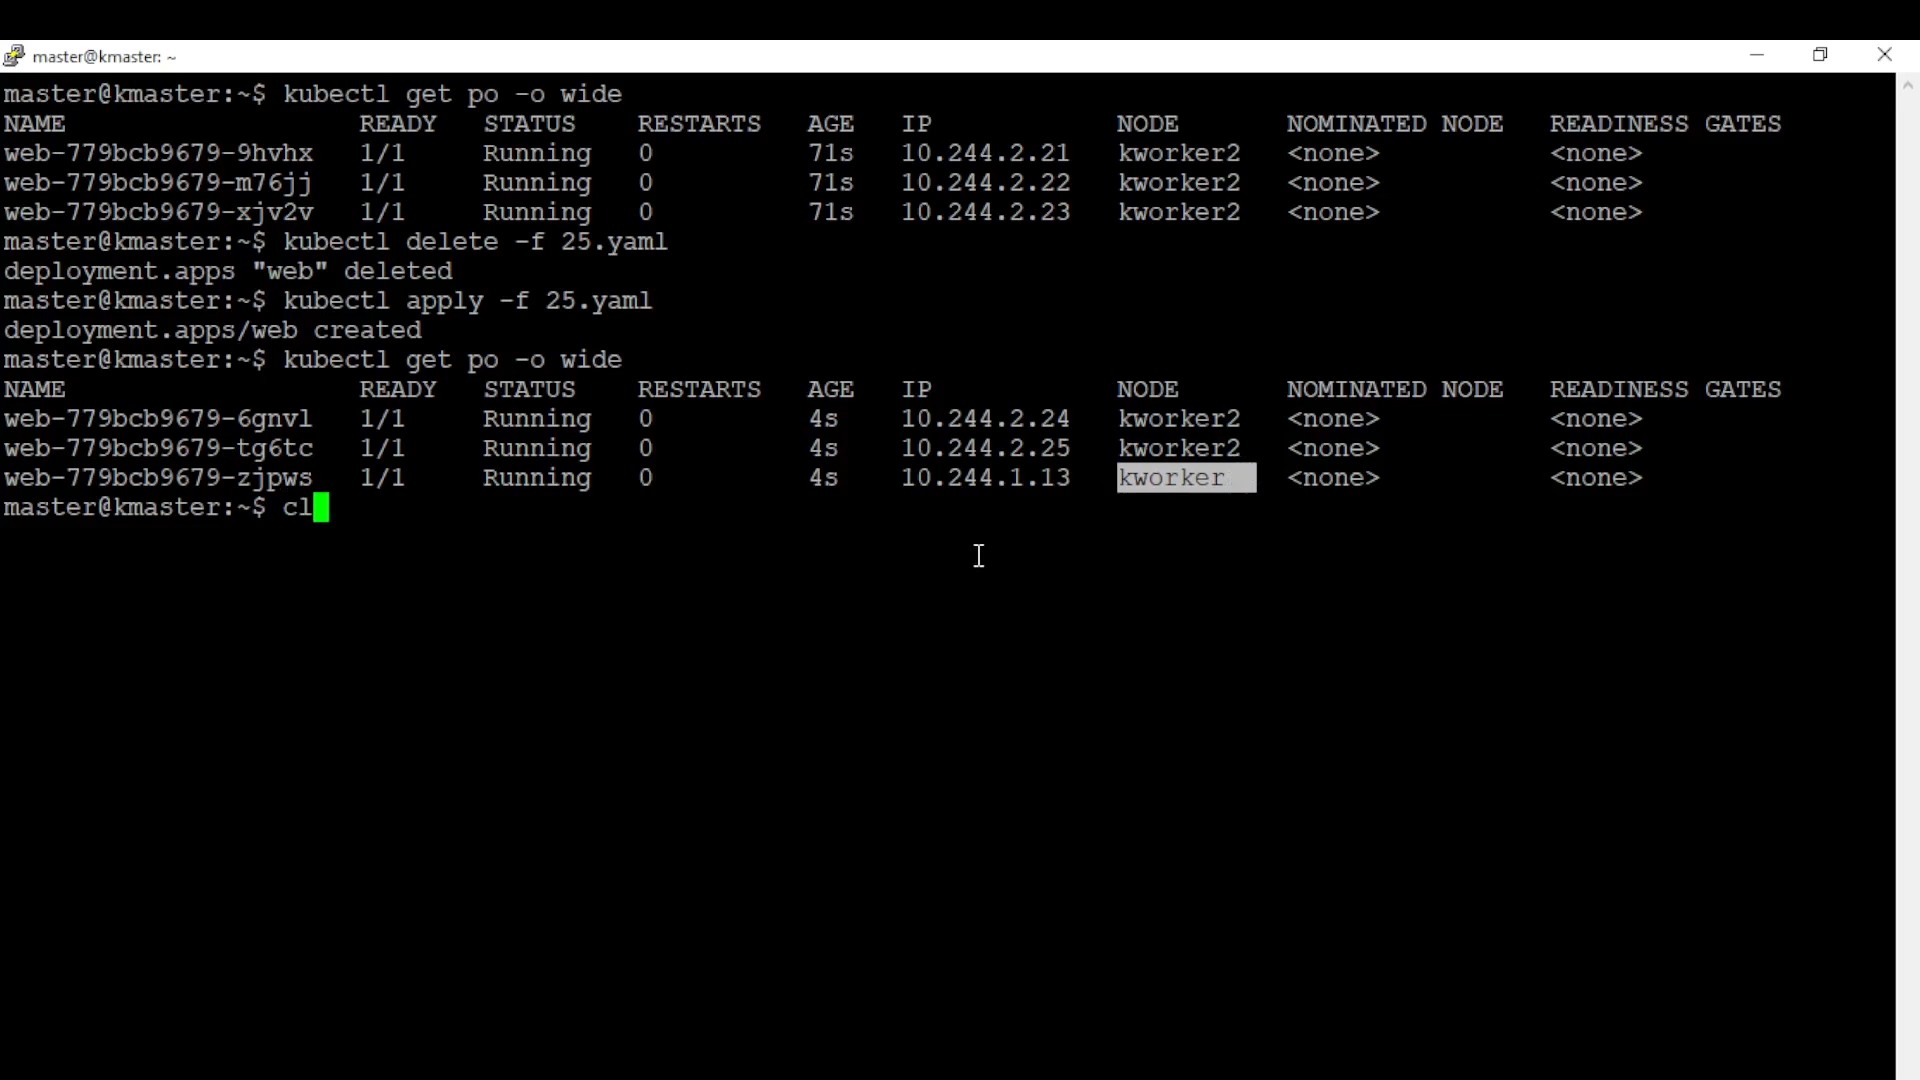 master@kmaster: ~
master@kmaster:~$ kubectl get po -o wide
NAME READY STATUS RESTARTS AGE IP NODE NOMINATED NODE READINESS GATES
web-779bcb9679-9hvhx 1/1 Running 0 71s 10.244.2.21 kworker2 <none> <none>
web-779bcb9679-m76jj 1/1 Running 0 71s 10.244.2.22 kworker2 <none> <none>
web-779bcb9679-xjv2v 1/1 Running 0 71s 10.244.2.23 kworker2 <none> <none>
master@kmaster:~$ kubectl delete -f 25.yaml
deployment.apps "web" deleted
master@kmaster:~$ kubectl apply -f 25.yaml
deployment.apps/web created
master@kmaster:~$ kubectl get po -o wide
NAME READY STATUS RESTARTS AGE IP NODE NOMINATED NODE READINESS GATES
web-779bcb9679-6gnvl 1/1 Running 0 4s 10.244.2.24 kworker2 <none> <none>
web-779bcb9679-tg6tc 1/1 Running 0 4s 10.244.2.25 kworker2 <none> <none>
web-779bcb9679-zjpws 1/1 Running 0 4s 10.244.1.13 kworker <none> <none>
master@kmaster:~$ cl